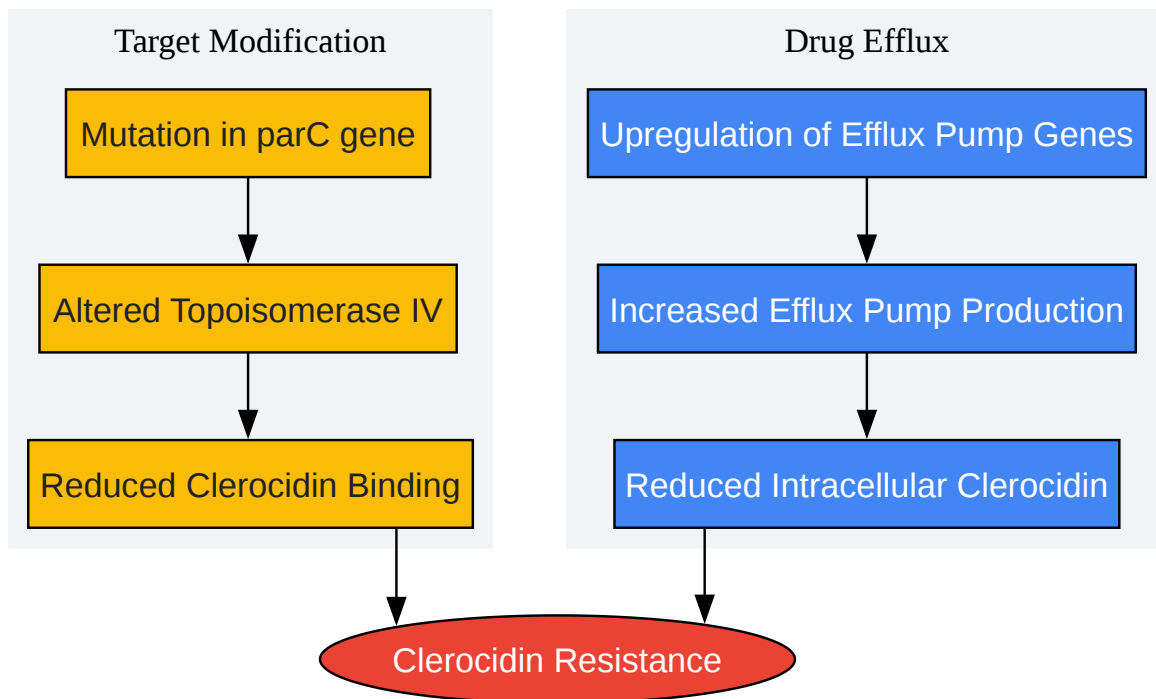 Target Modification
Mutation in parC gene
Altered Topoisomerase IV
Reduced Clerocidin Binding
Drug Efflux
Upregulation of Efflux Pump Genes
Increased Efflux Pump Production
Reduced Intracellular Clerocidin
Clerocidin Resistance